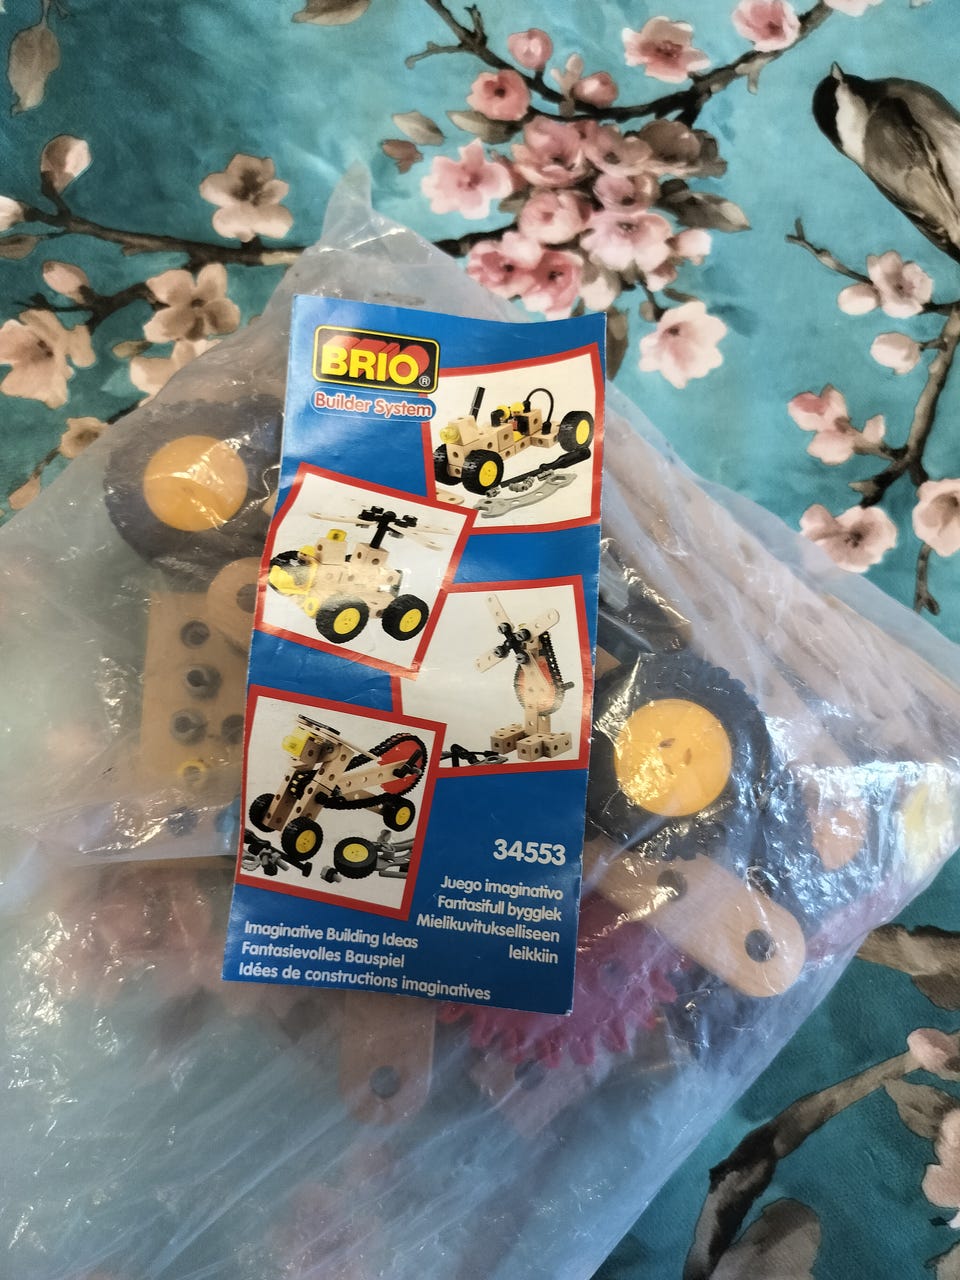 BRIO®
Builder System
34553
Juego imaginativo
Fantasifull bygglek
Mielikuvitukselliseen
leikkiin
Imaginative Building Ideas
Fantasievolles Bauspiel
Idées de constructions imaginatives